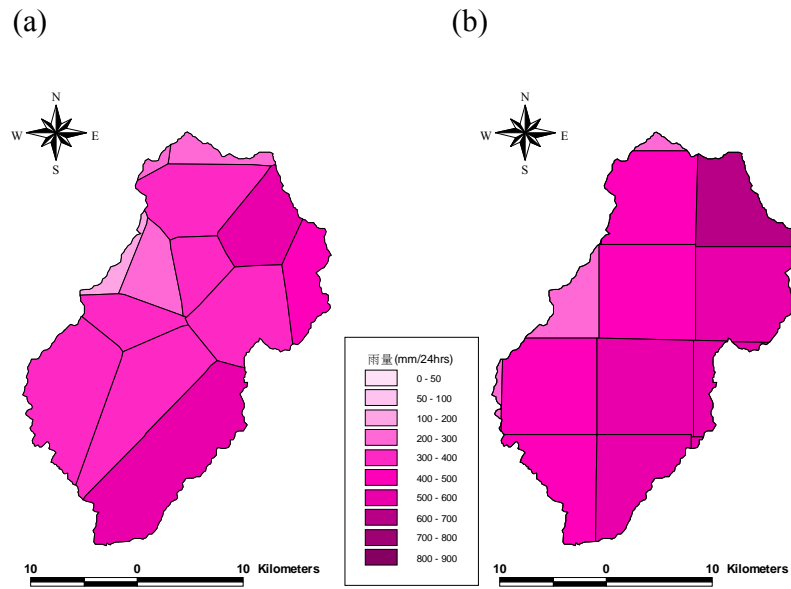 (a)
(b)
N
W E
S
N
W E
S
雨量(mm/24hrs)
0 - 50
50 - 100
100 - 200
200 - 300
300 - 400
400 - 500
500 - 600
600 - 700
700 - 800
800 - 900
10 0 10 Kilometers
10 0 10 Kilometers